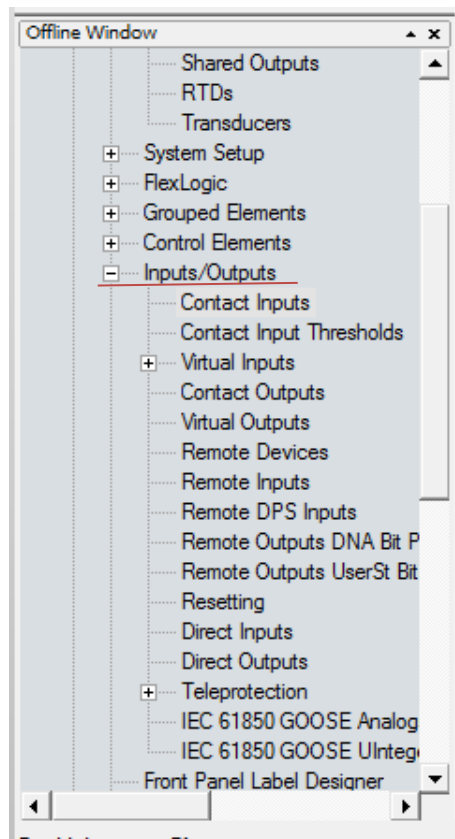 Offline Window
Shared Outputs
RTDs
Transducers
System Setup
FlexLogic
Grouped Elements
Control Elements
Inputs/Outputs
Contact Inputs
Contact Input Thresholds
Virtual Inputs
Contact Outputs
Virtual Outputs
Remote Devices
Remote Inputs
Remote DPS Inputs
Remote Outputs DNA Bit P
Remote Outputs UserSt Bit
Resetting
Direct Inputs
Direct Outputs
Teleprotection
IEC 61850 GOOSE Analog
IEC 61850 GOOSE UIntege
Front Panel Label Designer